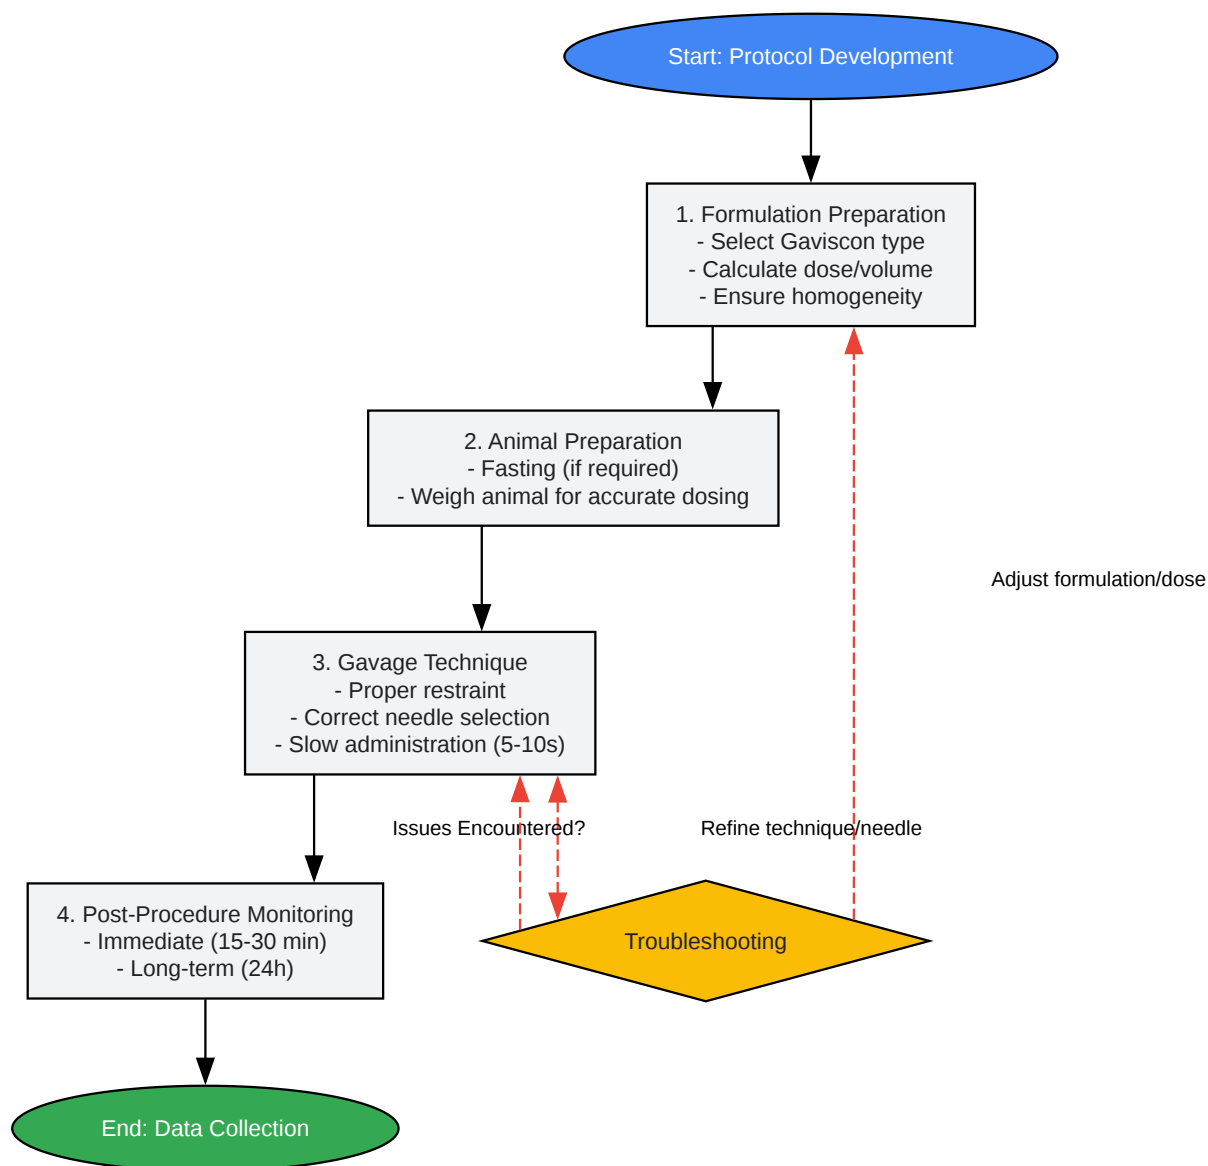 Start: Protocol Development
1. Formulation Preparation
- Select Gaviscon type
- Calculate dose/volume
- Ensure homogeneity
2. Animal Preparation
- Fasting (if required)
- Weigh animal for accurate dosing
Adjust formulation/dose
3. Gavage Technique
- Proper restraint
- Correct needle selection
- Slow administration (5-10s)
Issues Encountered?
Refine technique/needle
4. Post-Procedure Monitoring
- Immediate (15-30 min)
- Long-term (24h)
Troubleshooting
End: Data Collection